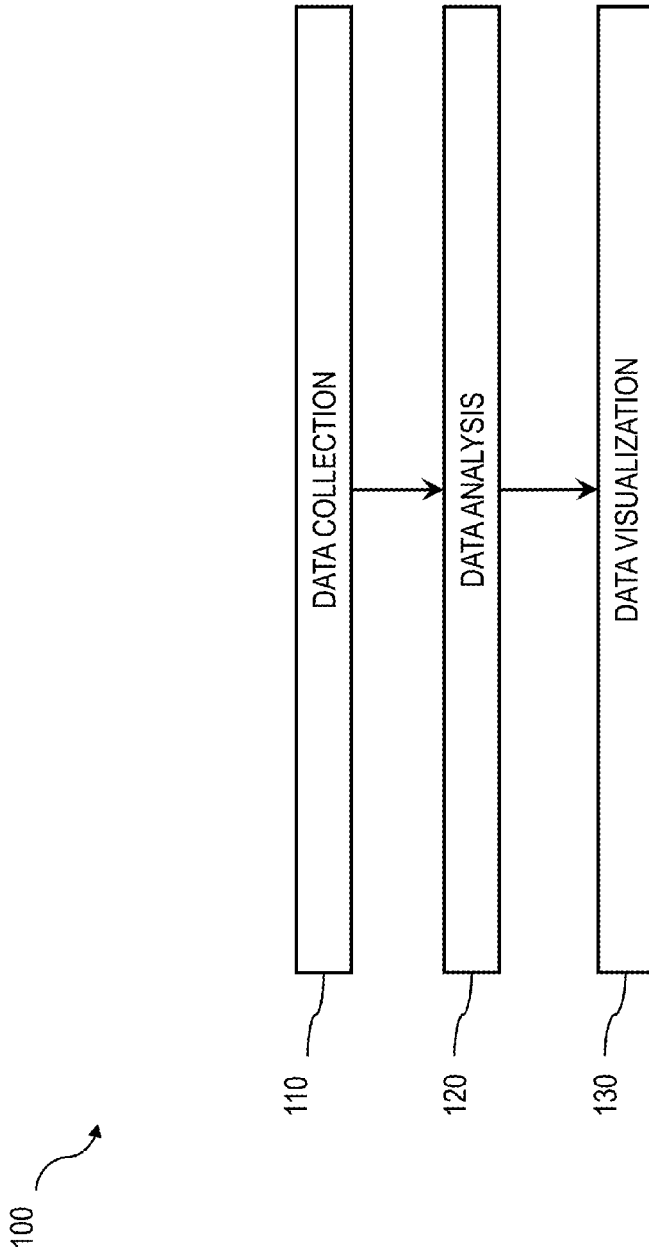 100
110
DATA COLLECTION
120
DATA ANALYSIS
130
DATA VISUALIZATION